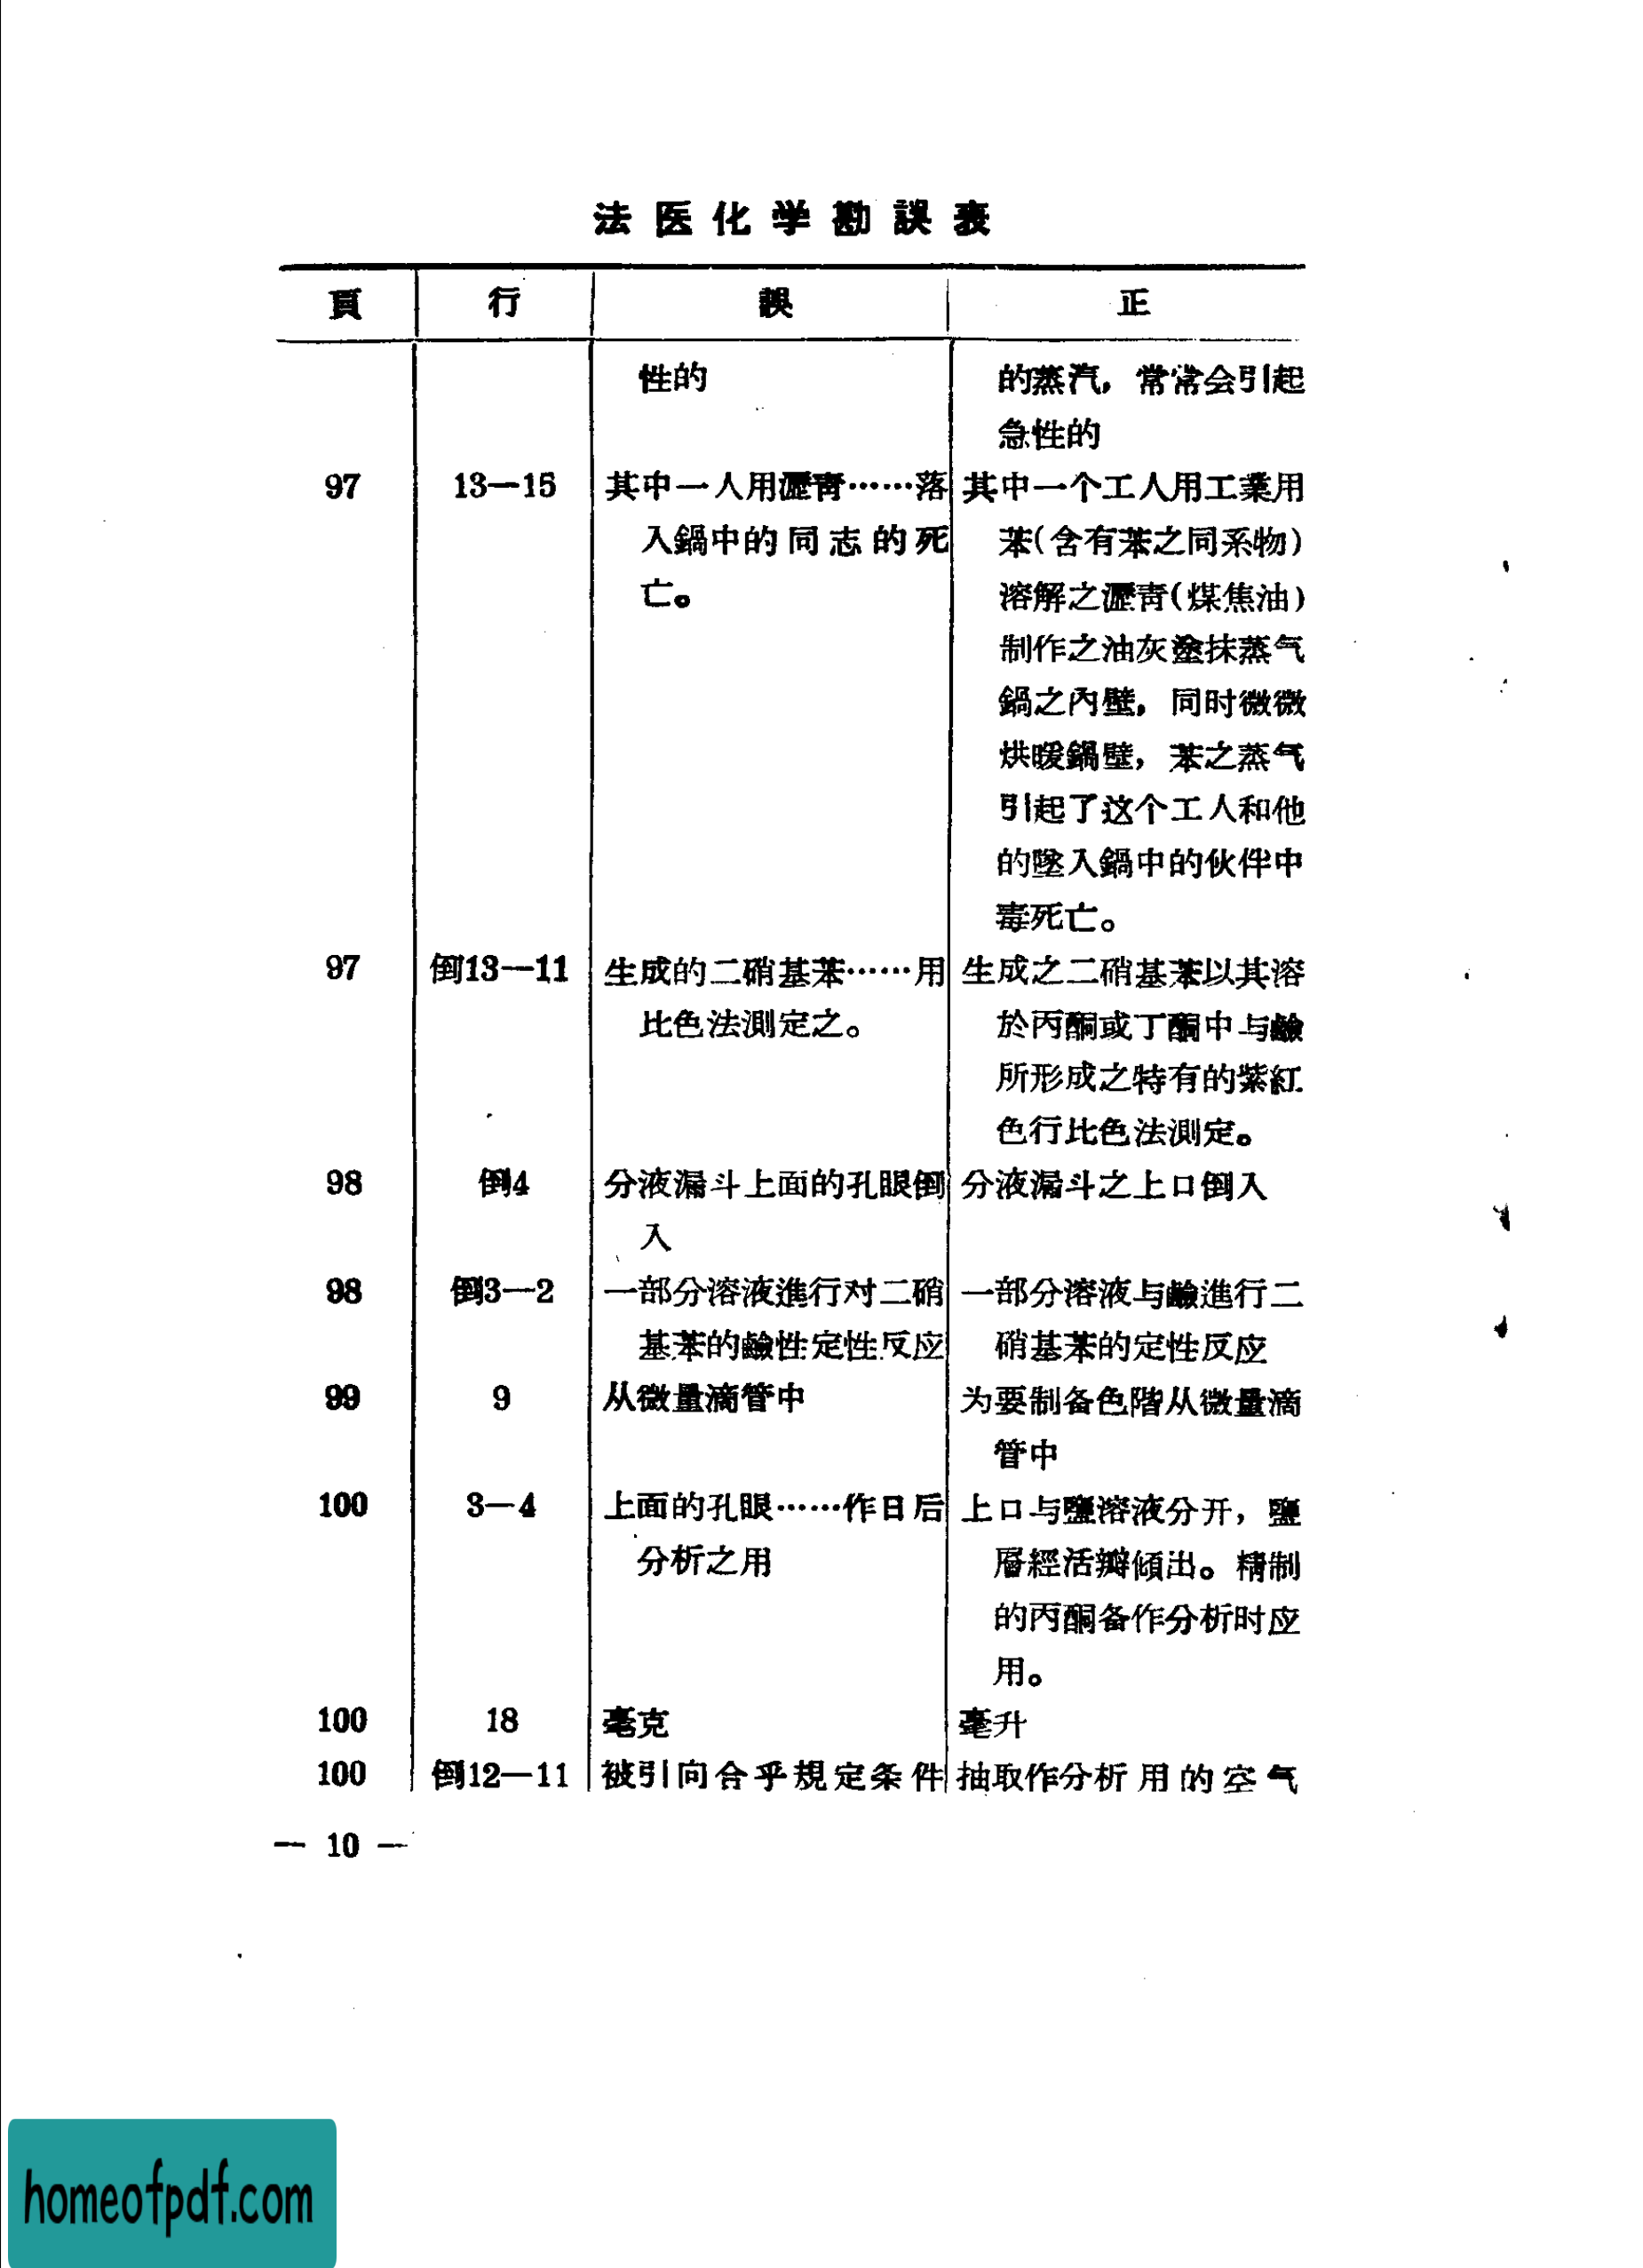 法医化学勘誤表
頁 行 誤 正
性的 的蒸汽，常常会引起
急性的
97 13—15 其中一人用瀝靑……落 其中一个工人用工業用
入鍋中的同志的死 苯(含有苯之同系物)
亡。 溶解之瀝靑(煤焦油)
制作之油灰塗抹蒸气
鍋之內壁，同时微微
烘暖鍋壁，苯之蒸气
引起了这个工人和他
的墜入鍋中的伙伴中
毒死亡。
97 倒13—11 生成的二硝基苯……用 生成之二硝基苯以其溶
比色法測定之。 於丙酮或丁酮中与鹼
所形成之特有的紫紅
色行比色法測定。
98 倒4 分液漏斗上面的孔眼倒 分液漏斗之上口倒入
入
98 倒3—2 一部分溶液進行对二硝 一部分溶液与鹼進行二
基苯的鹼性定性反应 硝基苯的定性反应
99 9 从微量滴管中 为要制备色階从微量滴
管中
100 3—4 上面的孔眼……作日后 上口与鹽溶液分开，鹽
分析之用 層經活瓣傾出。精制
的丙酮备作分析时应
用。
100 18 毫克 毫升
100 倒12—11 被引向合乎規定条件 抽取作分析用的空气
— 10 —
homeofpdf.com